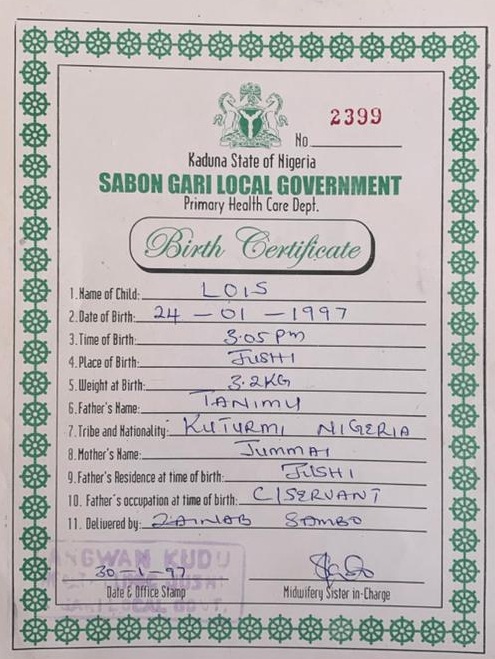 No 2399
Kaduna State of Nigeria
SABON GARI LOCAL GOVERNMENT
Primary Health Care Dept.
Birth Certificate
1. Name of Child: LOIS
2. Date of Birth: 24 - 01 - 1997
3. Time of Birth: 3.05 Pm
4. Place of Birth: JUSHI
5. Weight at Birth: 3.2KG
6. Father's Name: TANIMU
7. Tribe and Nationality: KUTURMI NIGERIA
8. Mother's Name: JUMMAI
9. Father's Residence at time of birth: JUSHI
10. Father's occupation at time of birth: C/SERVANT
11. Delivered by: ZAINAB SAMBO
ANGWAN KUDU
30-1-97
LOCAL GOVT.
Date & Office Stamp
Midwifery Sister in-Charge